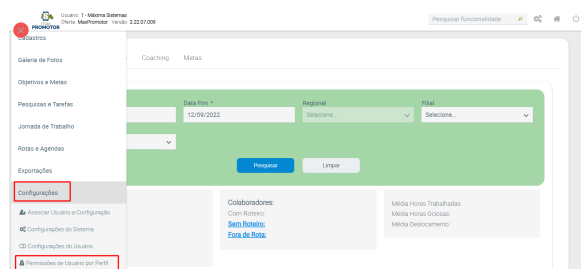 Usuário: 1 - Máxima Sistemas
Oferta: MaxPromotor Versão: 2.22.07.009
PROMOTOR
Pesquisar funcionalidade
Cadastros
Galeria de Fotos
Objetivos e Metas
Pesquisas e Tarefas
Jornada de Trabalho
Rotas e Agendas
Exportações
Configurações
Associar Usuário a Configuração
Configurações do Sistema
Configurações do Usuário
Permissões de Usuário por Perfil
Coaching Metas
Data Fim * Regional Filial
12/09/2022 Selecione... Selecione...
Pesquisar Limpar
Colaboradores:
Com Roteiro:
Sem Roteiro:
Fora de Rota:
Média Horas Trabalhadas:
Média Horas Ociosas:
Média Deslocamento: